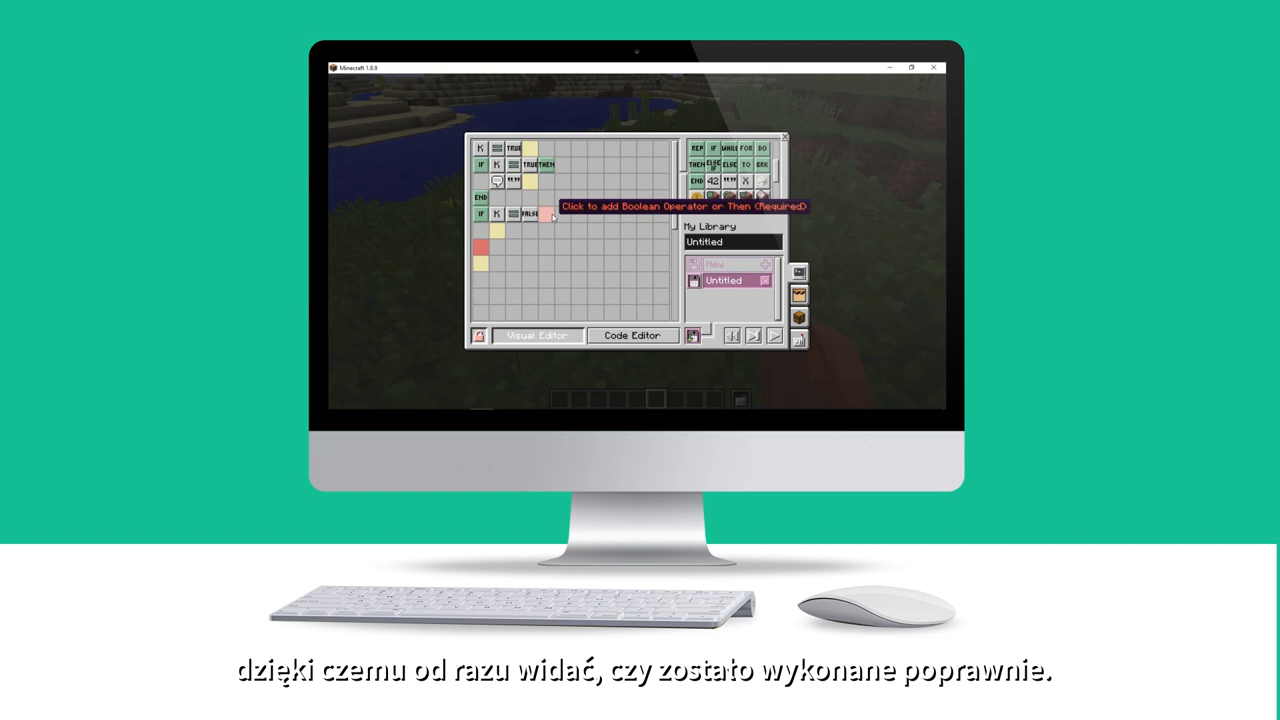 Minecraft 1.8.9
K = TRUE
REP IF WHILE FOR DO
IF K = TRUE THEN
THEN ELSE IF ELSE TO BRK
""
END 42 "" X
END
IF K = FALSE
Click to add Boolean Operator or Then (Required)
My Library
Untitled
New
Untitled
Visual Editor
Code Editor
dzięki czemu od razu widać, czy zostało wykonane poprawnie.